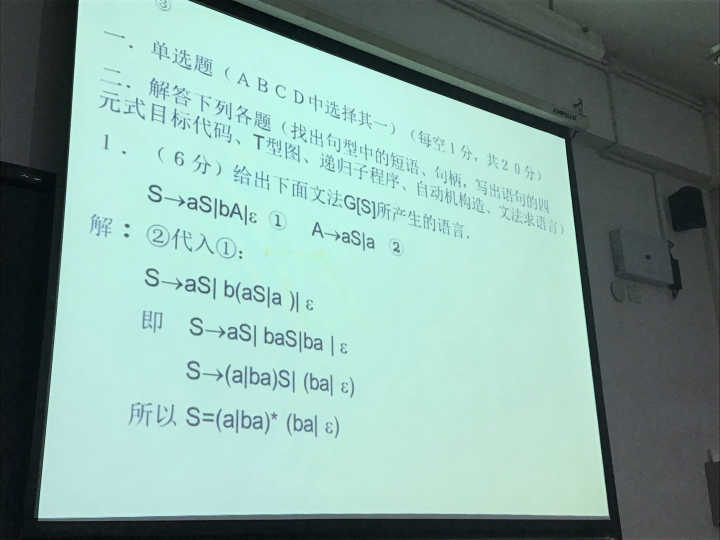 ③
一．单选题（ＡＢＣＤ中选择其一）（每空１分，共２０分）
二．解答下列各题（找出句型中的短语、句柄，写出语句的四
元式目标代码、T型图、递归子程序、自动机构造、文法求语言）
１．（６分）给出下面文法G[S]所产生的语言．
S→aS|bA|ε ① A→aS|a ②
解：②代入①:
S→aS| b(aS|a )| ε
即 S→aS| baS|ba | ε
S→(a|ba)S| (ba| ε)
所以 S=(a|ba)* (ba| ε)